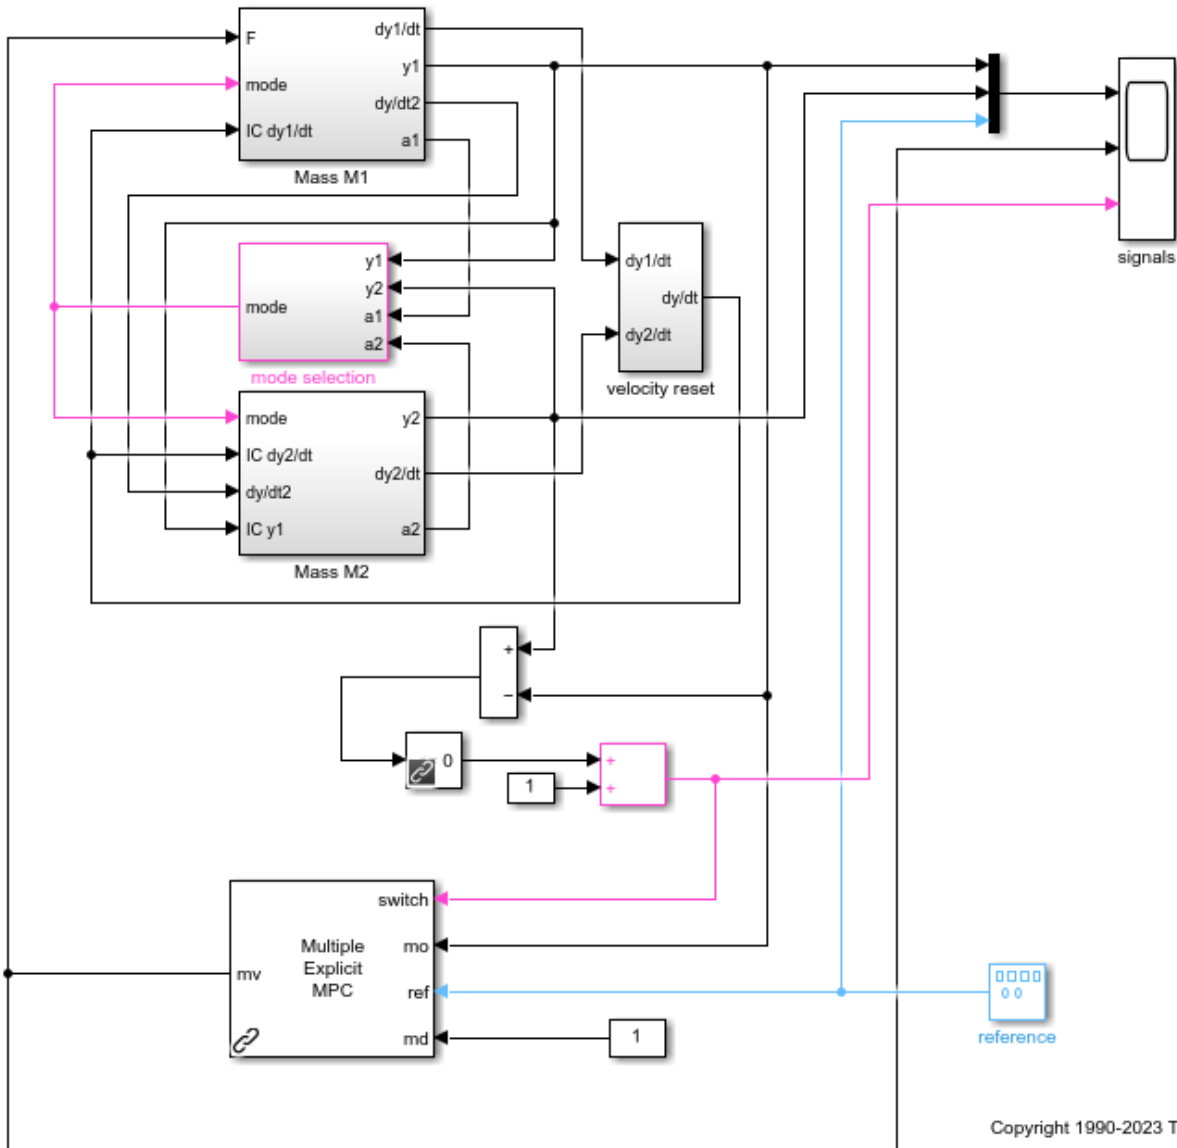 F
mode
IC dy1/dt
dy1/dt
y1
dy/dt2
a1
Mass M1
signals
mode
y1
y2
a1
a2
mode selection
dy1/dt
dy2/dt
dy/dt
velocity reset
mode
IC dy2/dt
dy/dt2
IC y1
y2
dy2/dt
a2
Mass M2
+
−
0
1
+
+
mv
Multiple
Explicit
MPC
switch
mo
ref
md
1
0 0
reference
Copyright 1990-2023 T